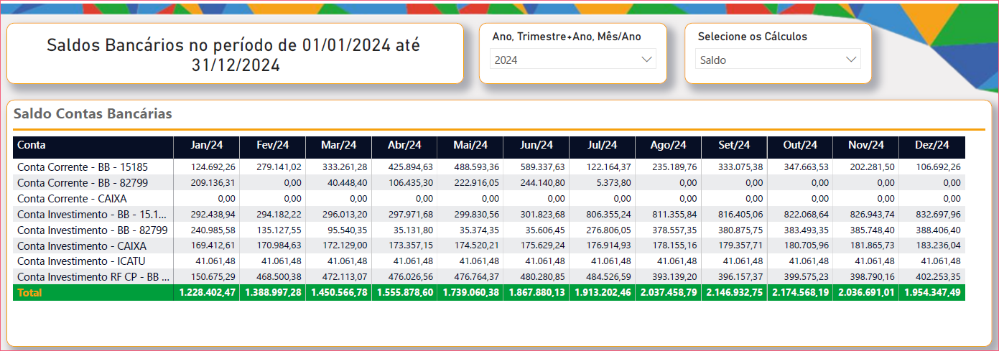 Saldos Bancários no período de 01/01/2024 até
31/12/2024
Ano, Trimestre+Ano, Mês/Ano
2024
Selecione os Cálculos
Saldo
Saldo Contas Bancárias
Conta Jan/24 Fev/24 Mar/24 Abr/24 Mai/24 Jun/24 Jul/24 Ago/24 Set/24 Out/24 Nov/24 Dez/24
Conta Corrente - BB - 15185 124.692,26 279.141,02 333.261,28 425.894,63 488.593,36 589.337,63 122.164,37 235.189,76 333.075,38 347.663,53 202.281,50 106.692,26
Conta Corrente - BB - 82799 209.136,31 0,00 40.448,40 106.435,30 222.916,05 244.140,80 5.373,80 0,00 0,00 0,00 0,00 0,00
Conta Corrente - CAIXA 0,00 0,00 0,00 0,00 0,00 0,00 0,00 0,00 0,00 0,00 0,00 0,00
Conta Investimento - BB - 15.1... 292.438,94 294.182,22 296.013,20 297.971,68 299.830,56 301.823,68 806.355,24 811.355,84 816.405,06 822.068,64 826.943,74 832.697,96
Conta Investimento - BB - 82799 240.985,58 135.127,55 95.540,35 35.131,80 35.374,35 35.606,45 276.806,05 378.557,35 380.875,75 383.493,35 385.748,40 388.406,40
Conta Investimento - CAIXA 169.412,61 170.984,63 172.129,00 173.357,15 174.520,21 175.629,24 176.914,93 178.155,16 179.357,71 180.705,96 181.865,73 183.236,04
Conta Investimento - ICATU 41.061,48 41.061,48 41.061,48 41.061,48 41.061,48 41.061,48 41.061,48 41.061,48 41.061,48 41.061,48 41.061,48 41.061,48
Conta Investimento RF CP - BB ... 150.675,29 468.500,38 472.113,07 476.026,56 476.764,37 480.280,85 484.526,59 393.139,20 396.157,37 399.575,23 398.790,16 402.253,35
Total 1.228.402,47 1.388.997,28 1.450.566,78 1.555.878,60 1.739.060,38 1.867.880,13 1.913.202,46 2.037.458,79 2.146.932,75 2.174.568,19 2.036.691,01 1.954.347,49